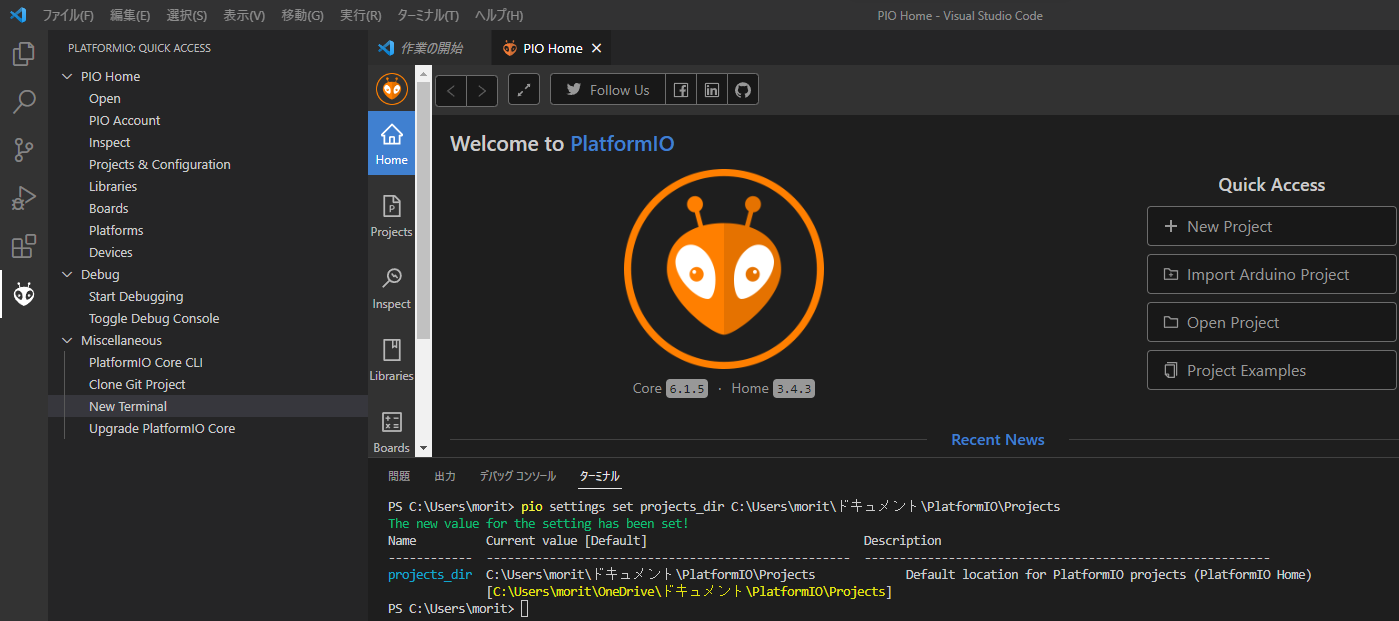 ファイル(F) 編集(E) 選択(S) 表示(V) 移動(G) 実行(R) ターミナル(T) ヘルプ(H)
PIO Home - Visual Studio Code
PLATFORMIO: QUICK ACCESS
PIO Home
Open
PIO Account
Inspect
Projects & Configuration
Libraries
Boards
Platforms
Devices
Debug
Start Debugging
Toggle Debug Console
Miscellaneous
PlatformIO Core CLI
Clone Git Project
New Terminal
Upgrade PlatformIO Core
作業の開始
PIO Home
Home
Projects
Inspect
Libraries
Boards
Follow Us
Welcome to PlatformIO
Core 6.1.5 · Home 3.4.3
Quick Access
New Project
Import Arduino Project
Open Project
Project Examples
Recent News
問題 出力 デバッグ コンソール ターミナル
PS C:\Users\morit> pio settings set projects_dir C:\Users\morit\ドキュメント\PlatformIO\Projects
The new value for the setting has been set!
Name Current value [Default] Description
------------ ---------------------------------------------------- ----------------------------------------------------------
projects_dir C:\Users\morit\ドキュメント\PlatformIO\Projects Default location for PlatformIO projects (PlatformIO Home)
[C:\Users\morit\OneDrive\ドキュメント\PlatformIO\Projects]
PS C:\Users\morit>